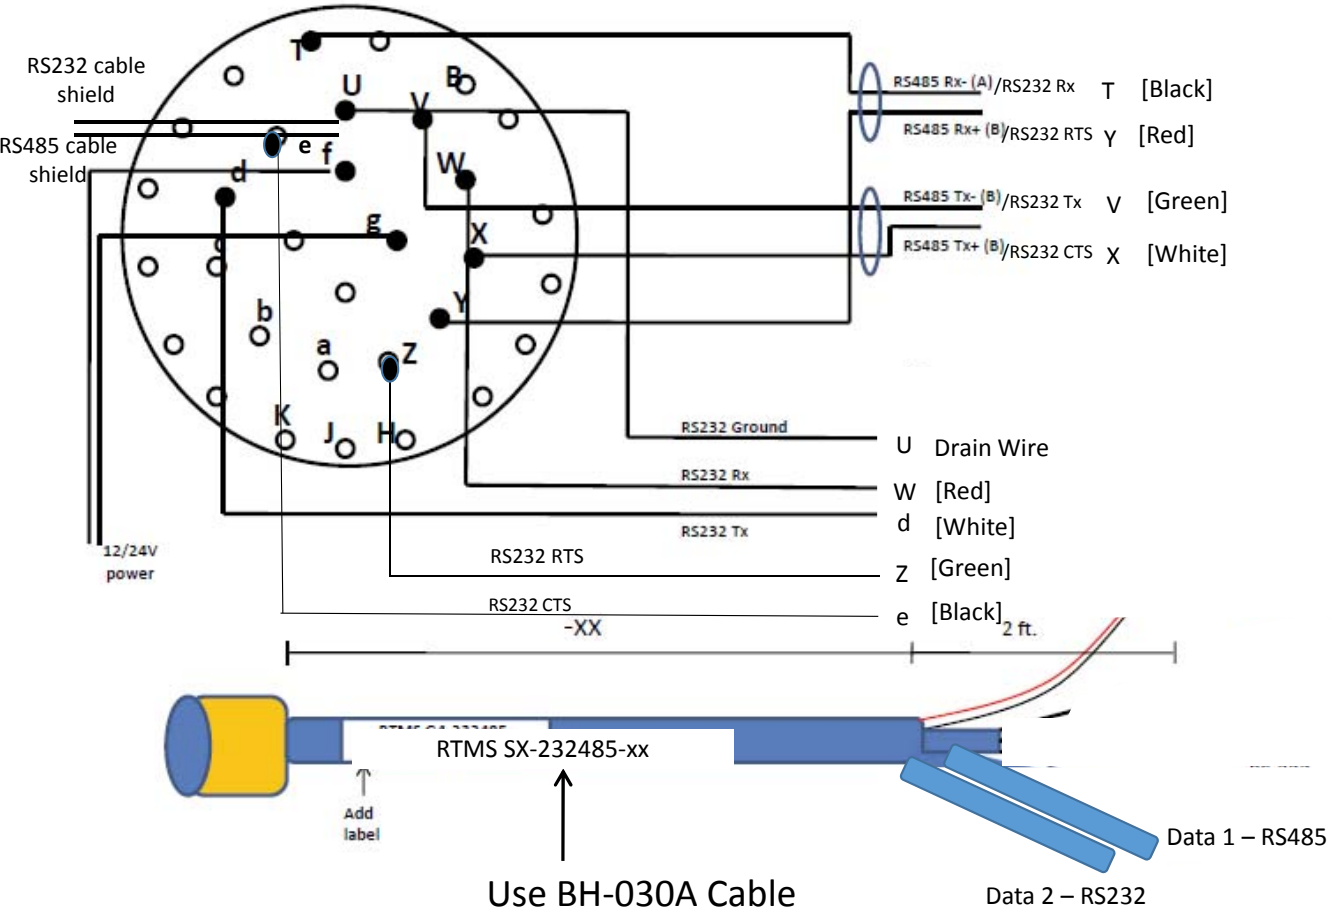 T
U
B
V
RS232 cable
shield
RS485 cable
shield
e
f
d
W
g
X
Y
b
a
Z
K
J
H
RS485 Rx- (A)/RS232 Rx T [Black]
RS485 Rx+ (B)/RS232 RTS Y [Red]
RS485 Tx- (B)/RS232 Tx V [Green]
RS485 Tx+ (B)/RS232 CTS X [White]
RS232 Ground U Drain Wire
RS232 Rx W [Red]
RS232 Tx d [White]
12/24V
power
RS232 RTS Z [Green]
RS232 CTS e [Black]
-XX
2 ft.
RTMS SX-232485-xx
Add
label
Data 1 – RS485
Use BH-030A Cable
Data 2 – RS232